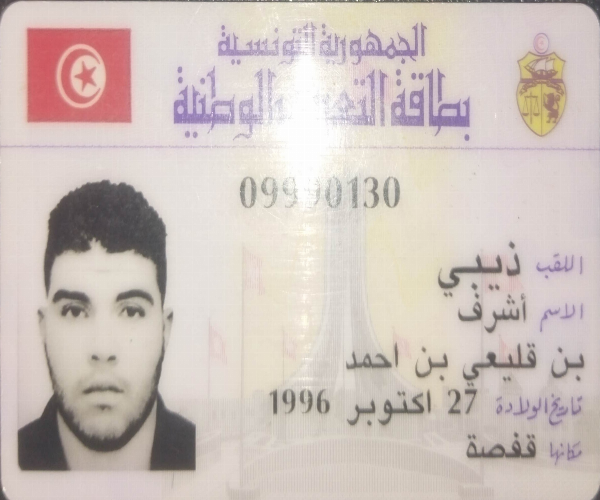 الجمهورية التونسية
بطاقة التعريف الوطنية
اللقب ذيبي
الاسم أشرف
بن قليعي بن احمد
تاريخ الولادة 27 اكتوبر 1996
مكانها قفصة